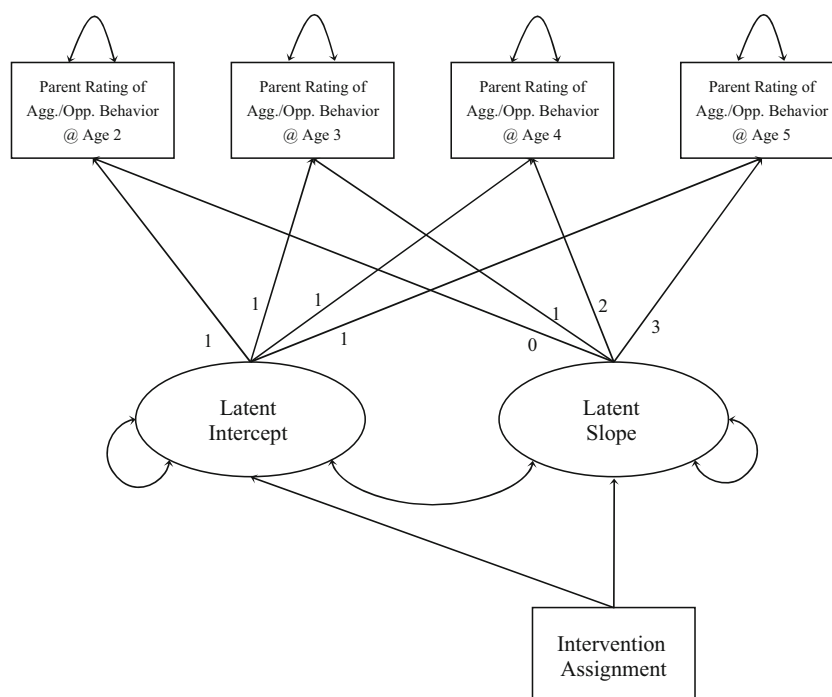 Parent Rating of
Agg./Opp. Behavior
@ Age 2
Parent Rating of
Agg./Opp. Behavior
@ Age 3
Parent Rating of
Agg./Opp. Behavior
@ Age 4
Parent Rating of
Agg./Opp. Behavior
@ Age 5
1
1
1
1
0
1
2
3
Latent
Intercept
Latent
Slope
Intervention
Assignment